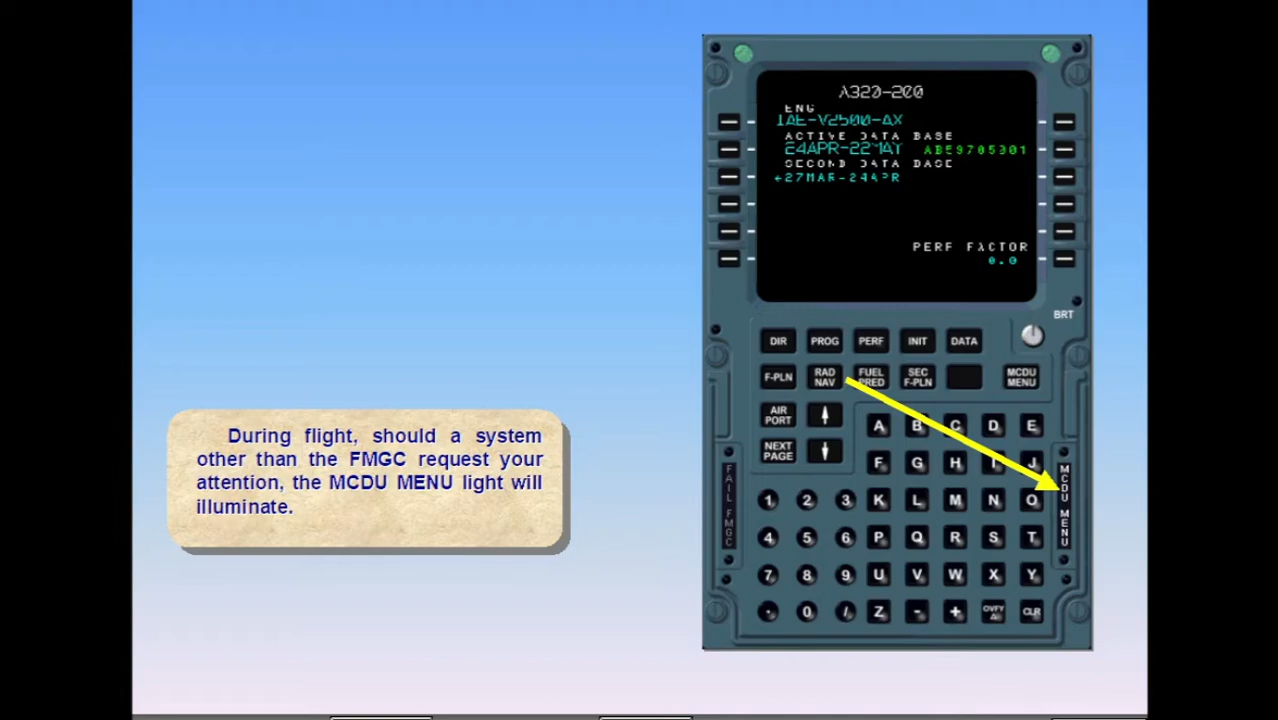 During flight, should a system
other than the FMGC request your
attention, the MCDU MENU light will
illuminate.
A320-200
ENG
IAE-V2500-AX
ACTIVE DATA BASE
24APR-22MAY AB59705001
SECOND DATA BASE
←27MAR-24APR
PERF FACTOR
0.0
BRT
DIR PROG PERF INIT DATA
F-PLN RAD NAV FUEL PRED SEC F-PLN MCDU MENU
AIR PORT ↑ A B C D E
NEXT PAGE ↓ F G H I J
1 2 3 K L M N O
4 5 6 P Q R S T
7 8 9 U V W X Y
. 0 / Z - + OVFY Δ CLR
FAIL FMGC
MCDU MENU